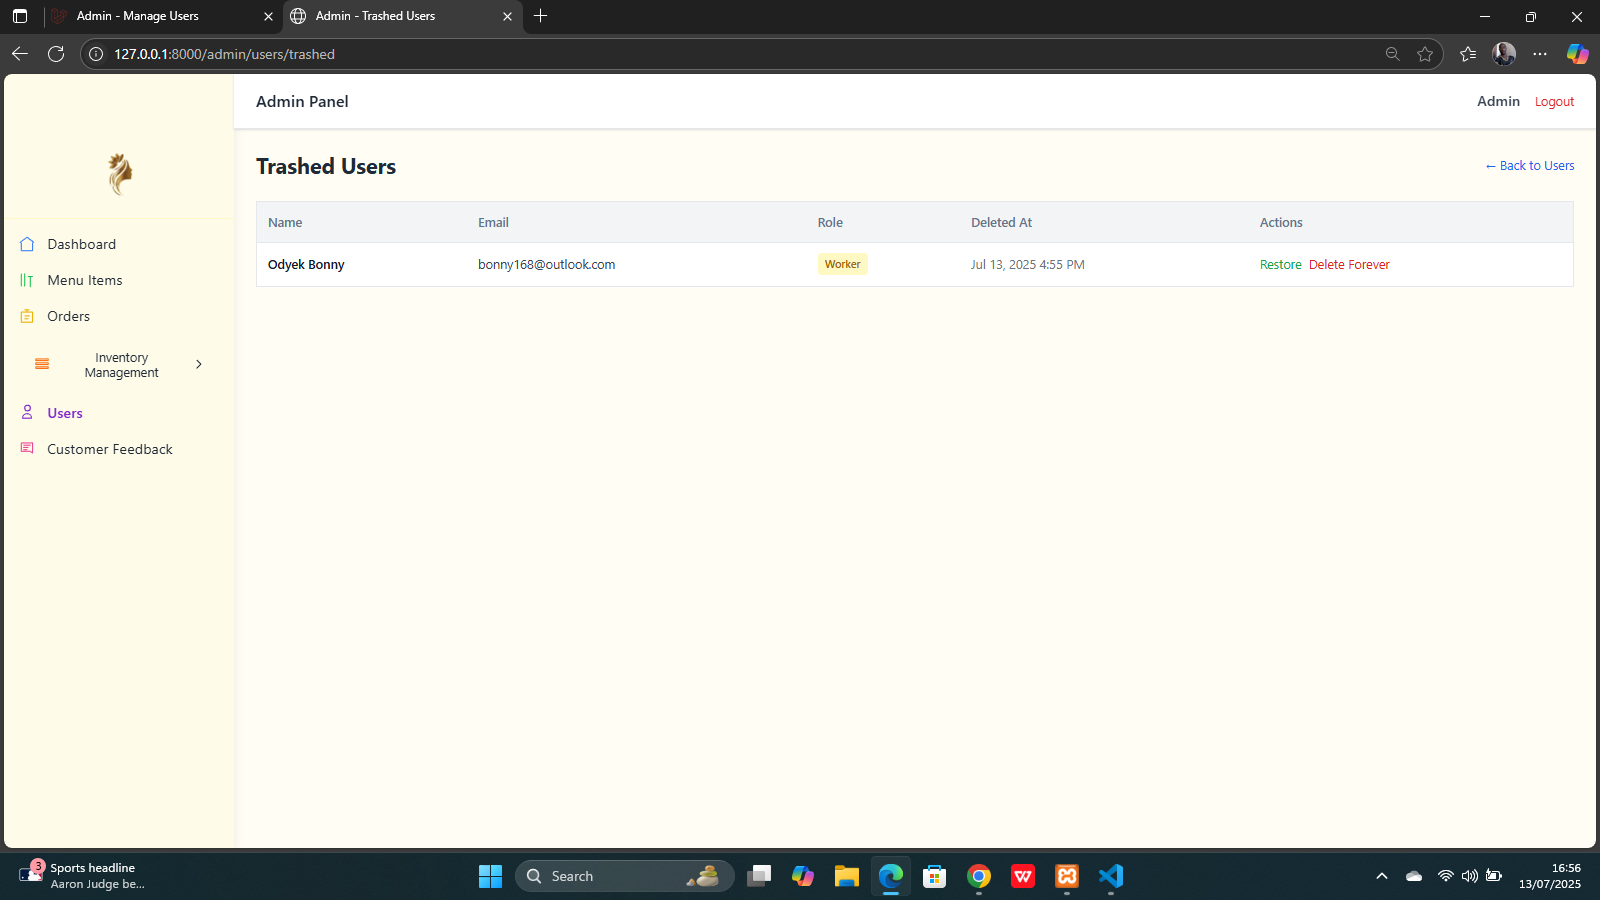 Admin - Manage Users
Admin - Trashed Users
127.0.0.1:8000/admin/users/trashed
Admin Panel
Admin Logout
Trashed Users
← Back to Users
Name Email Role Deleted At Actions
Odyek Bonny bonny168@outlook.com Worker Jul 13, 2025 4:55 PM Restore Delete Forever
Dashboard
Menu Items
Orders
Inventory
Management
Users
Customer Feedback
3
Sports headline
Aaron Judge be...
Search
W
16:56
13/07/2025